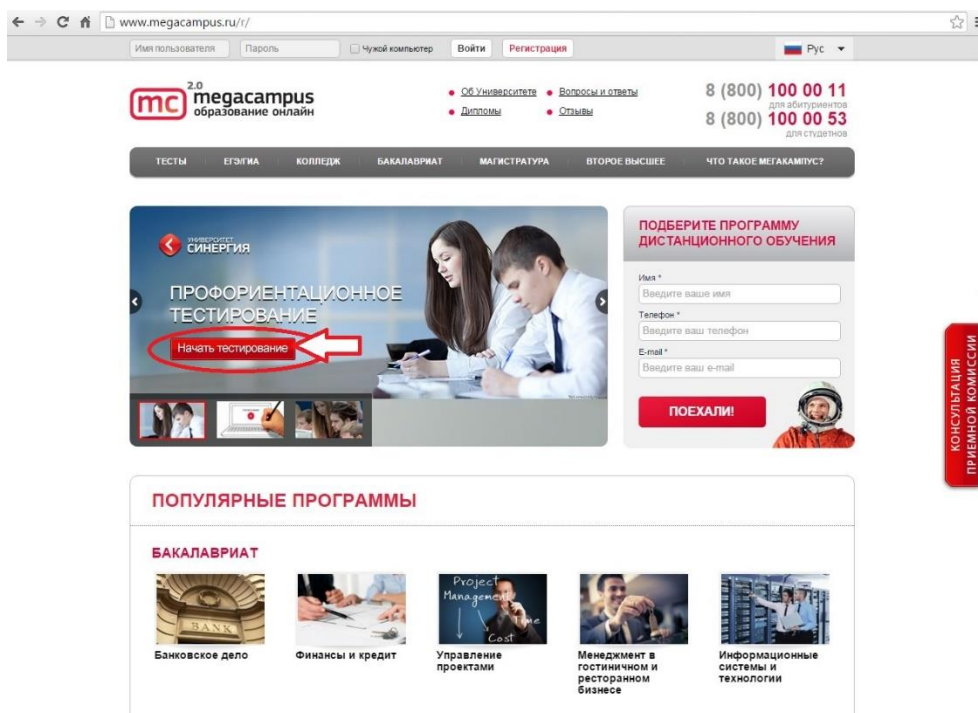 www.megacampus.ru/r/
Имя пользователя Пароль Чужой компьютер Войти Регистрация Рус
2.0
mc megacampus
образование онлайн
Об Университете Вопросы и ответы
Дипломы Отзывы
8 (800) 100 00 11
для абитуриентов
8 (800) 100 00 53
для студетнов
ТЕСТЫ ЕГЭ/ГИА КОЛЛЕДЖ БАКАЛАВРИАТ МАГИСТРАТУРА ВТОРОЕ ВЫСШЕЕ ЧТО ТАКОЕ МЕГАКАМПУС?
УНИВЕРСИТЕТ
СИНЕРГИЯ
ПРОФОРИЕНТАЦИОННОЕ
ТЕСТИРОВАНИЕ
Начать тестирование
ПОДБЕРИТЕ ПРОГРАММУ
ДИСТАНЦИОННОГО ОБУЧЕНИЯ
Имя *
Введите ваше имя
Телефон *
Введите ваш телефон
E-mail *
Введите ваш e-mail
ПОЕХАЛИ!
КОНСУЛЬТАЦИЯ
ПРИЕМНОЙ КОМИССИИ
ПОПУЛЯРНЫЕ ПРОГРАММЫ
БАКАЛАВРИАТ
BANK
Project
Management
Time
Cost
Банковское дело
Финансы и кредит
Управление
проектами
Менеджмент в
гостиничном и
ресторанном
бизнесе
Информационные
системы и
технологии